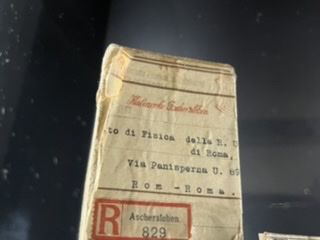 to di Fisica della R. U
di Roma.
Via Panisperna U. 89
Rom - Roma.
R
Aschersleben
829